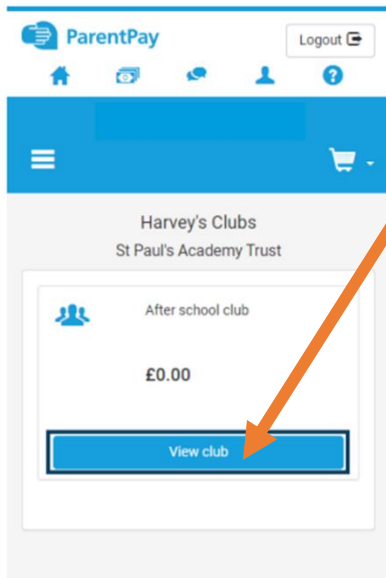 ParentPay
Logout
Harvey's Clubs
St Paul's Academy Trust
After school club
£0.00
View club